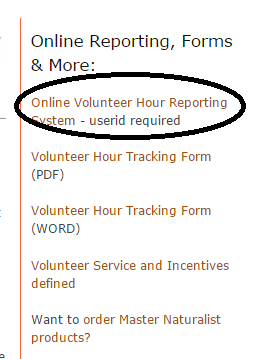 Online Reporting, Forms
& More:
Online Volunteer Hour Reporting
System - userid required
Volunteer Hour Tracking Form
(PDF)
Volunteer Hour Tracking Form
(WORD)
Volunteer Service and Incentives
defined
Want to order Master Naturalist
products?